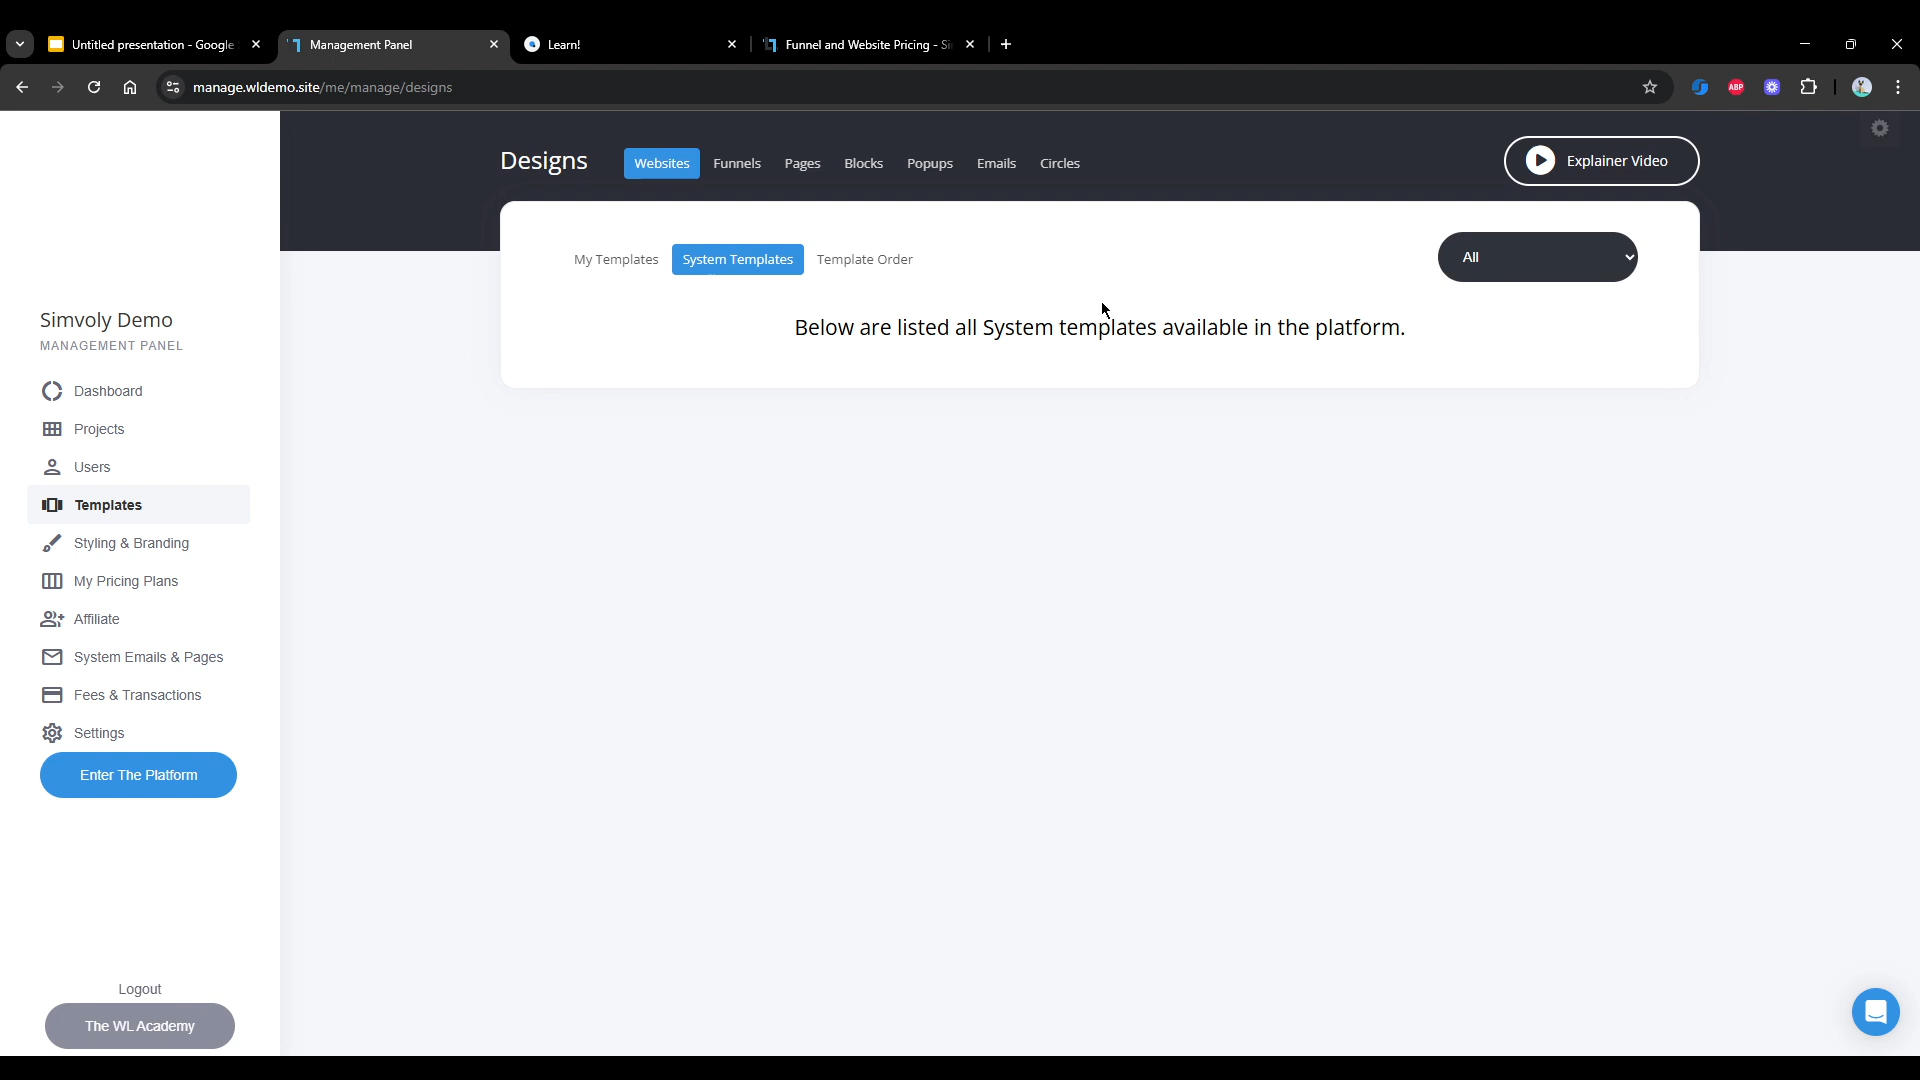 Untitled presentation - Google
Management Panel
Learn!
Funnel and Website Pricing - Si
manage.wldemo.site/me/manage/designs
ABP
Designs
Websites
Funnels
Pages
Blocks
Popups
Emails
Circles
Explainer Video
My Templates
System Templates
Template Order
All
Below are listed all System templates available in the platform.
Simvoly Demo
MANAGEMENT PANEL
Dashboard
Projects
Users
Templates
Styling & Branding
My Pricing Plans
Affiliate
System Emails & Pages
Fees & Transactions
Settings
Enter The Platform
Logout
The WL Academy